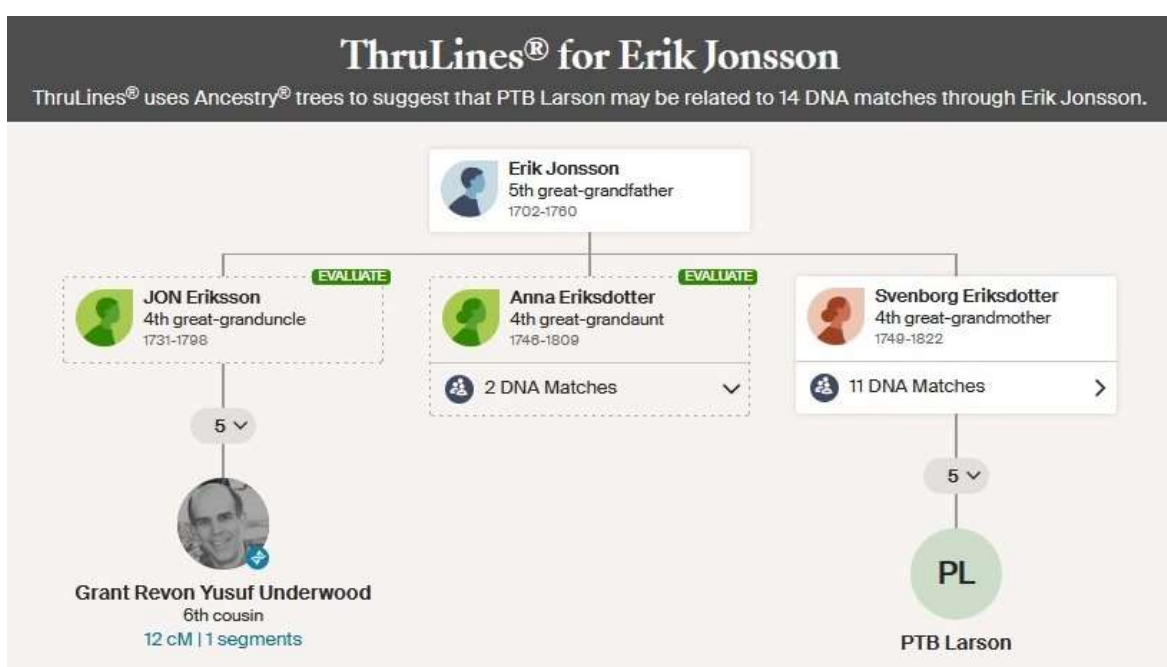 ThruLines® for Erik Jonsson
ThruLines® uses Ancestry® trees to suggest that PTB Larson may be related to 14 DNA matches through Erik Jonsson.
Erik Jonsson
5th great-grandfather
1702-1760
EVALUATE
JON Eriksson
4th great-granduncle
1731-1798
5
Grant Revon Yusuf Underwood
6th cousin
12 cM | 1 segments
EVALUATE
Anna Eriksdotter
4th great-grandaunt
1746-1809
2 DNA Matches
Svenborg Eriksdotter
4th great-grandmother
1749-1822
11 DNA Matches
5
PL
PTB Larson